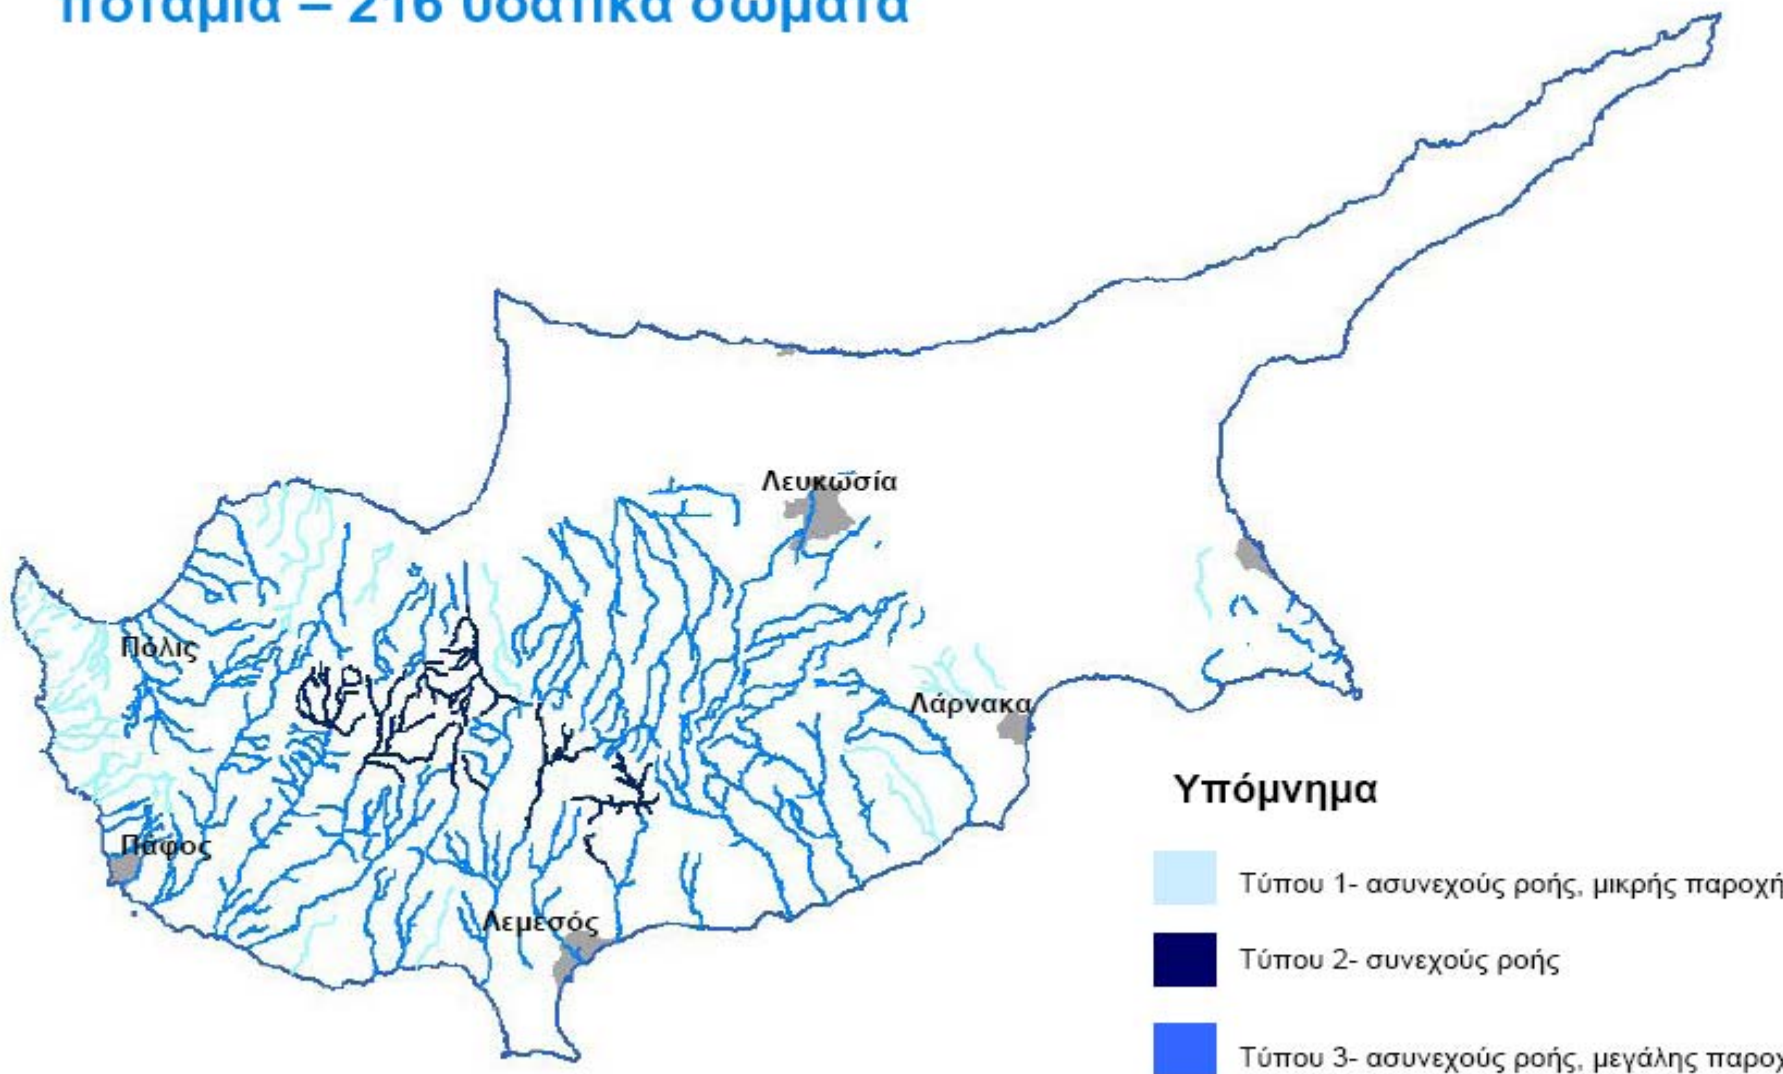 ποτάμια – 216 υδατικά σώματα
Λευκωσία
Πόλις
Λάρνακα
Πάφος
Λεμεσός
Υπόμνημα
Τύπου 1- ασυνεχούς ροής, μικρής παροχή
Τύπου 2- συνεχούς ροής
Τύπου 3- ασυνεχούς ροής, μεγάλης παροχ